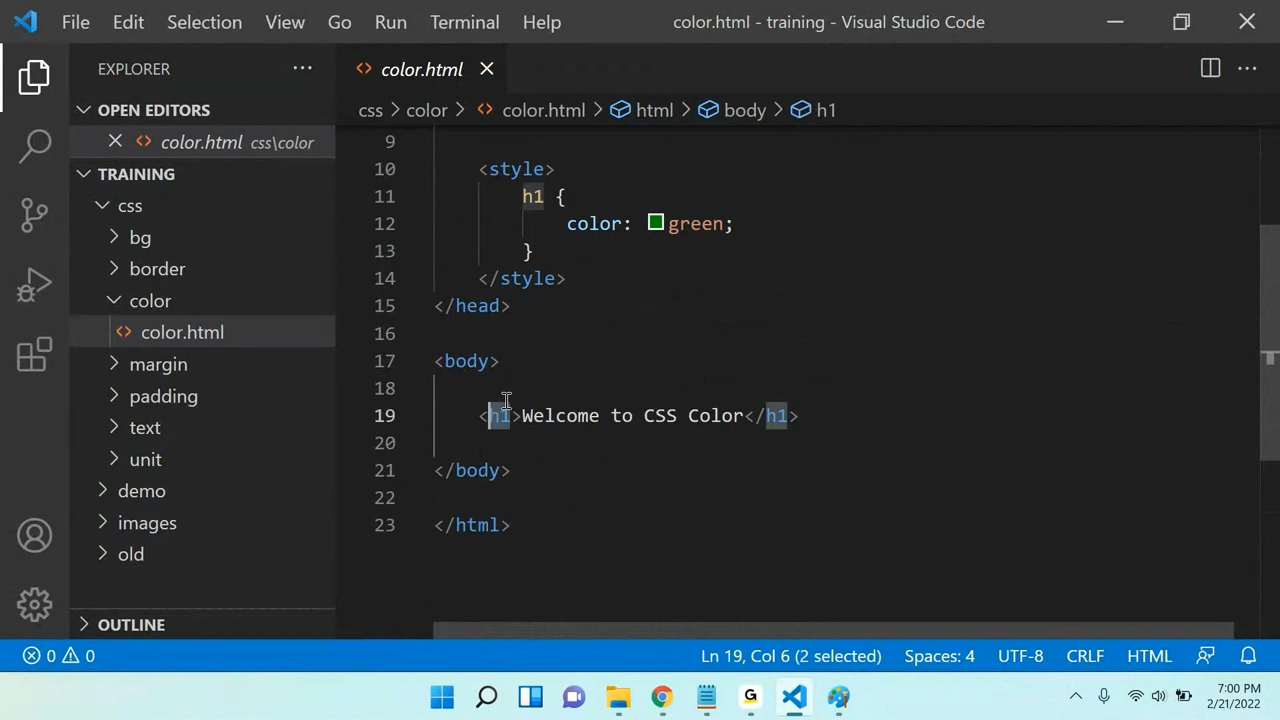 File Edit Selection View Go Run Terminal Help color.html - training - Visual Studio Code
EXPLORER
color.html
OPEN EDITORS
css > color > color.html > html > body > h1
color.html css\color
TRAINING
css
bg
border
color
color.html
margin
padding
text
unit
demo
images
old
OUTLINE
9
10 <style>
11 h1 {
12 color: green;
13 }
14 </style>
15 </head>
16
17 <body>
18
19 <h1>Welcome to CSS Color</h1>
20
21 </body>
22
23 </html>
0 0 Ln 19, Col 6 (2 selected) Spaces: 4 UTF-8 CRLF HTML
G
7:00 PM
2/21/2022